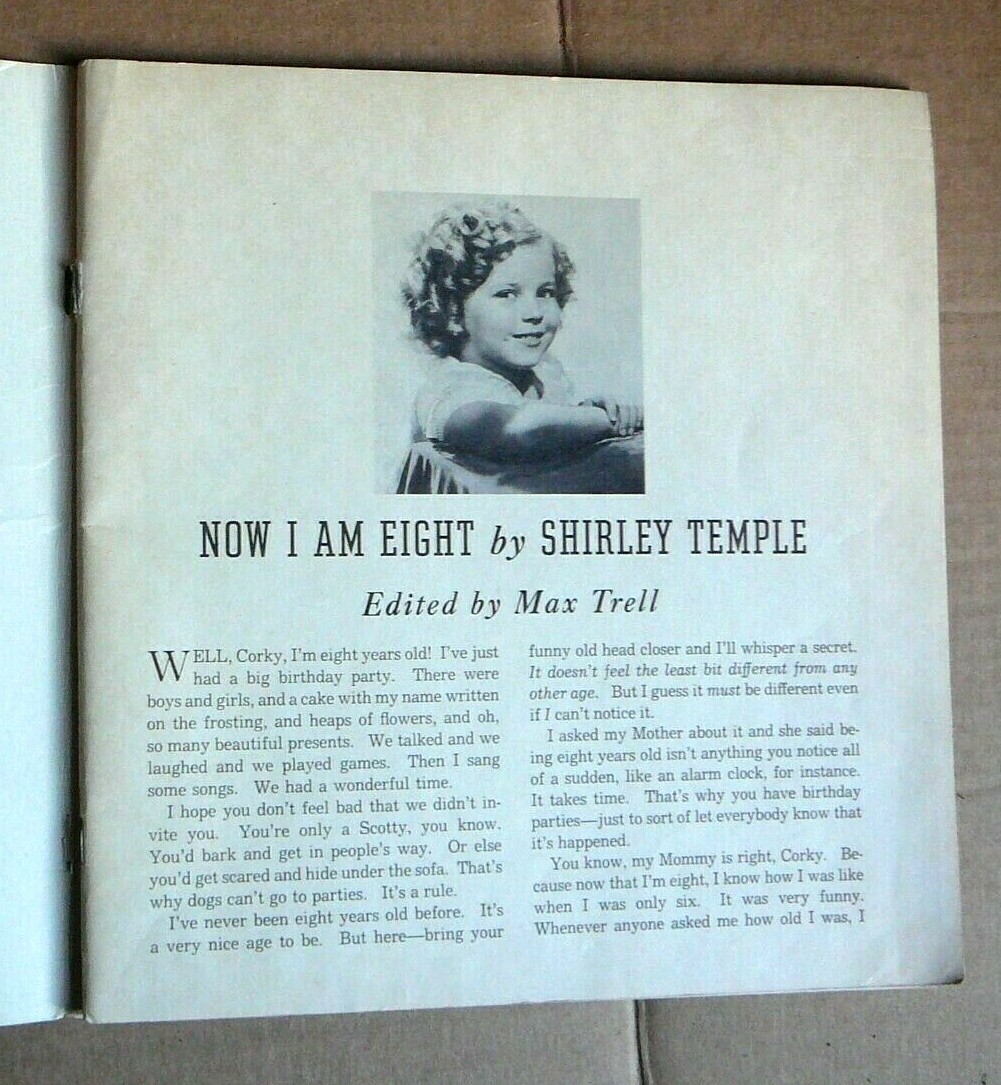 NOW I AM EIGHT by SHIRLEY TEMPLE
Edited by Max Trell
WELL, Corky, I'm eight years old! I've just
had a big birthday party. There were
boys and girls, and a cake with my name written
on the frosting, and heaps of flowers, and oh,
so many beautiful presents. We talked and we
laughed and we played games. Then I sang
some songs. We had a wonderful time.
I hope you don't feel bad that we didn't in-
vite you. You're only a Scotty, you know.
You'd bark and get in people's way. Or else
you'd get scared and hide under the sofa. That's
why dogs can't go to parties. It's a rule.
I've never been eight years old before. It's
a very nice age to be. But here—bring your
funny old head closer and I'll whisper a secret.
It doesn't feel the least bit different from any
other age. But I guess it must be different even
if I can't notice it.
I asked my Mother about it and she said be-
ing eight years old isn't anything you notice all
of a sudden, like an alarm clock, for instance.
It takes time. That's why you have birthday
parties—just to sort of let everybody know that
it's happened.
You know, my Mommy is right, Corky. Be-
cause now that I'm eight, I know how I was like
when I was only six. It was very funny.
Whenever anyone asked me how old I was, I